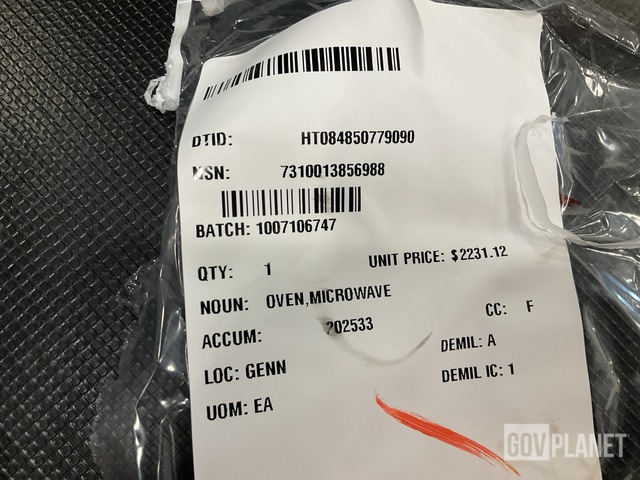 DTID: HT084850779090
NSN: 7310013856988
BATCH: 1007106747
QTY: 1 UNIT PRICE: $2231.12
NOUN: OVEN,MICROWAVE
ACCUM: 202533 CC: F
LOC: GENN DEMIL: A
UOM: EA DEMIL IC: 1
GOVPLANET